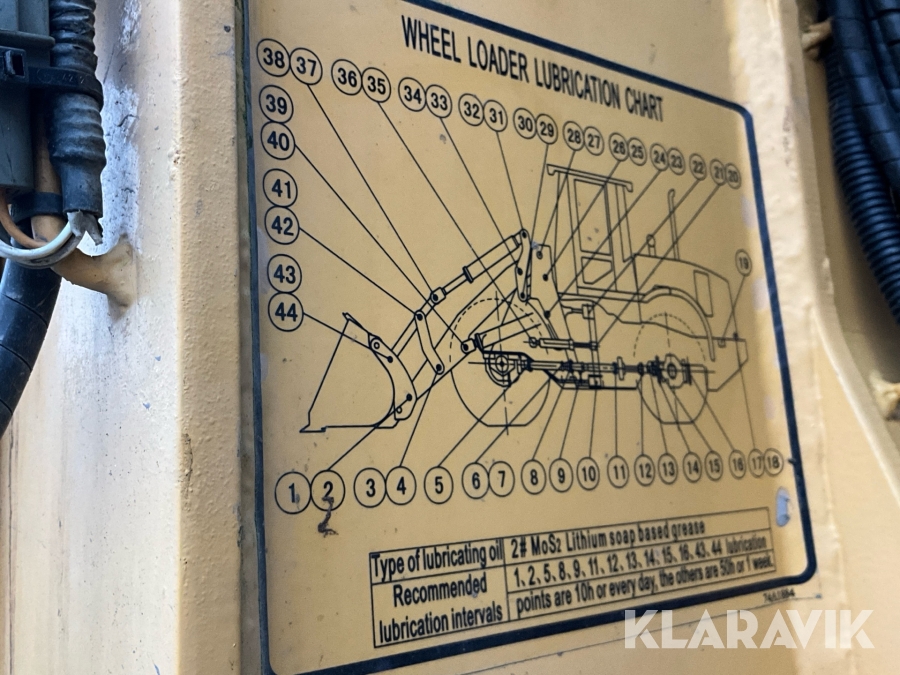 WHEEL LOADER LUBRICATION CHART
38 37 36 35 34 33 32 31 30 29 28 27 26 25 24 23 22 21 20
39
40
41
42
43
44
19
1 2 3 4 5 6 7 8 9 10 11 12 13 14 15 16 17 18
Type of lubricating oil 2# MoS2 Lithium soap based grease
Recommended lubrication intervals
1、2、5、8、9、11、12、13、14、15、16、43、44 lubrication
points are 10h or every day, the others are 50h or 1 week.
KLARAVIK